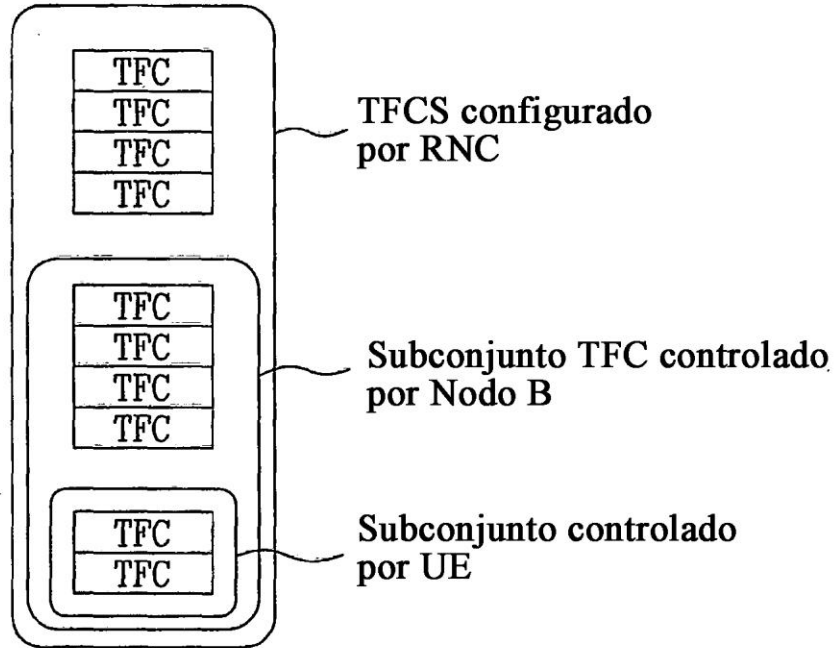 TFC
TFC
TFC
TFC
TFCS configurado
por RNC
TFC
TFC
TFC
TFC
Subconjunto TFC controlado
por Nodo B
TFC
TFC
Subconjunto controlado
por UE